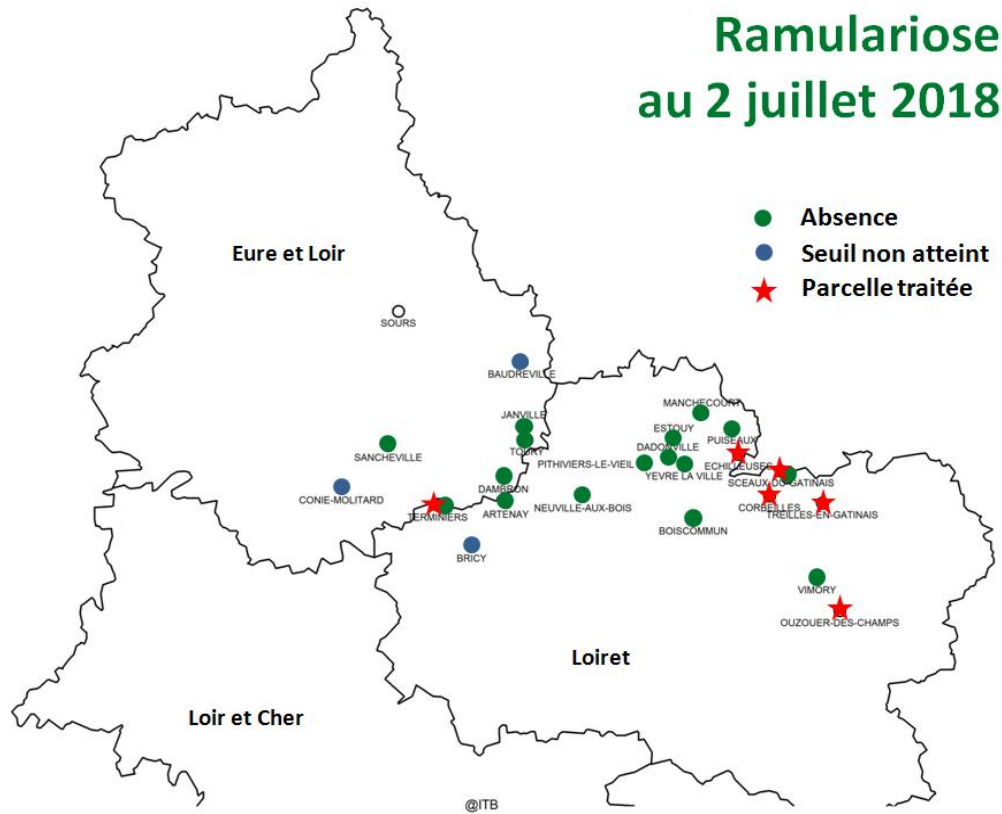 Ramulariose
au 2 juillet 2018
Absence
Seuil non atteint
Parcelle traitée
Eure et Loir
SOURS
BAUDREVILLE
MANCHECOURT
JANVILLE
ESTOUY
PUISEAUX
TOURY
DADONVILLE
SANCHEVILLE
PITHIVIERS-LE-VIEIL
ECHILLEUSES
YEVRE LA VILLE
SCEAUX-DU-GATINAIS
DAMBRON
CONIE-MOLITARD
NEUVILLE-AUX-BOIS
CORBEILLES
ARTENAY
TERMINIERS
TREILLES-EN-GATINAIS
BOISCOMMUN
BRICY
VIMORY
OUZOUER-DES-CHAMPS
Loiret
Loir et Cher
@ITB